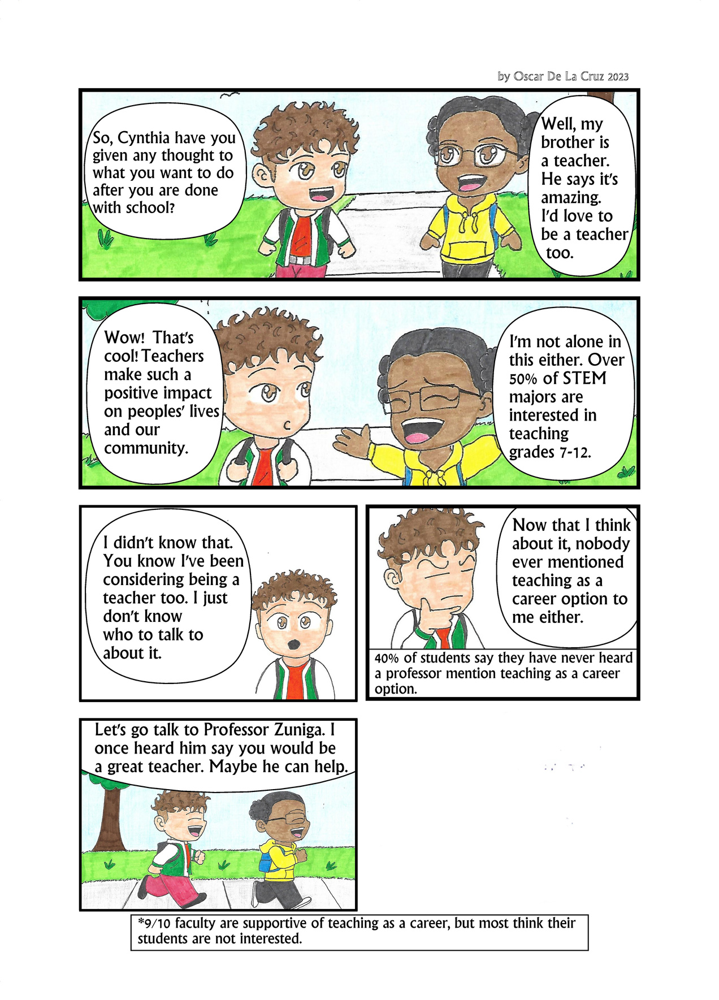 by Oscar De La Cruz 2023
So, Cynthia have you
given any thought to
what you want to do
after you are done
with school?
Well, my
brother is
a teacher.
He says it's
amazing.
I'd love to
be a teacher
too.
Wow! That's
cool! Teachers
make such a
positive impact
on peoples' lives
and our
community.
I'm not alone in
this either. Over
50% of STEM
majors are
interested in
teaching
grades 7-12.
I didn't know that.
You know I've been
considering being a
teacher too. I just
don't know
who to talk to
about it.
Now that I think
about it, nobody
ever mentioned
teaching as a
career option to
me either.
40% of students say they have never heard
a professor mention teaching as a career
option.
Let's go talk to Professor Zuniga. I
once heard him say you would be
a great teacher. Maybe he can help.
*9/10 faculty are supportive of teaching as a career, but most think their
students are not interested.